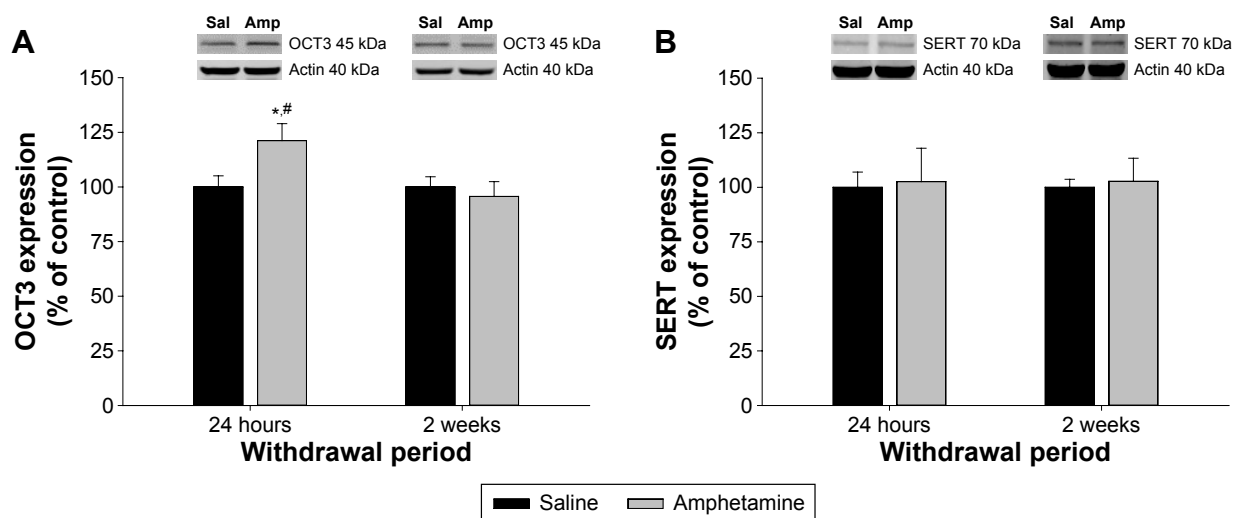 A
Sal Amp
OCT3 45 kDa
Actin 40 kDa
Sal Amp
OCT3 45 kDa
Actin 40 kDa
OCT3 expression
(% of control)
150
125
100
75
50
25
0
*,#
24 hours
2 weeks
Withdrawal period
B
Sal Amp
SERT 70 kDa
Actin 40 kDa
Sal Amp
SERT 70 kDa
Actin 40 kDa
SERT expression
(% of control)
150
125
100
75
50
25
0
24 hours
2 weeks
Withdrawal period
Saline
Amphetamine